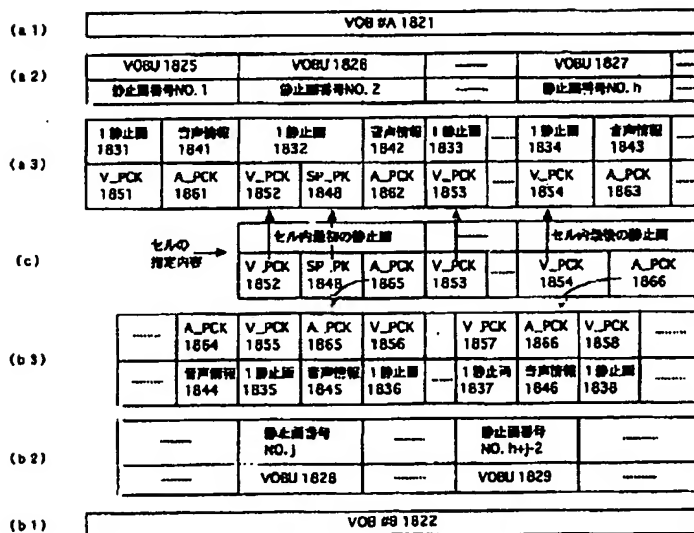 (a1) VOB #A 1821
(a2) VOBU 1825 VOBU 1826 VOBU 1827
静止画番号NO. 1 静止画番号NO. 2 静止画番号NO. h
(a3) 1静止画 音声情報 1静止画 音声情報 1静止画 1静止画 音声情報
1831 1841 1832 1842 1833 1834 1843
V_PCK A_PCK V_PCK SP_PK A_PCK V_PCK V_PCK A_PCK
1851 1861 1852 1848 1862 1853 1854 1863
セルの指定内容 セル内最初の静止画 セル内最後の静止画
(c) V_PCK SP_PK A_PCK V_PCK V_PCK A_PCK
1852 1848 1865 1853 1854 1866
(b3) A_PCK V_PCK A_PCK V_PCK V_PCK A_PCK V_PCK
1864 1855 1865 1856 1857 1866 1858
音声情報 1静止画 音声情報 1静止画 1静止画 音声情報 1静止画
1844 1835 1845 1836 1837 1846 1838
(b2) 静止画番号 静止画番号
NO. j NO. h+j-2
VOBU 1828 VOBU 1829
(b1) VOB #B 1822